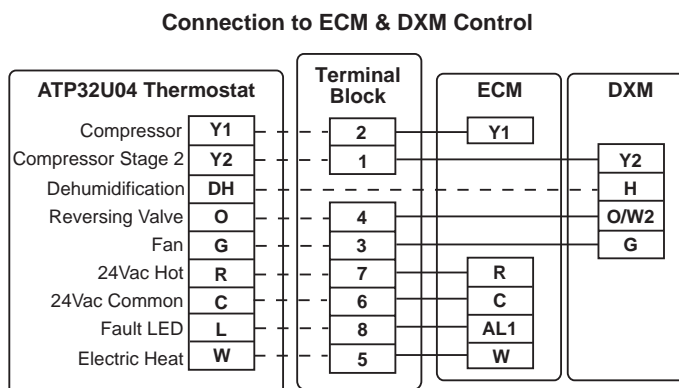 Connection to ECM & DXM Control
ATP32U04 Thermostat
Terminal
Block
ECM
DXM
Compressor Y1 2 Y1
Compressor Stage 2 Y2 1 Y2
Dehumidification DH H
Reversing Valve O 4 O/W2
Fan G 3 G
24Vac Hot R 7 R
24Vac Common C 6 C
Fault LED L 8 AL1
Electric Heat W 5 W